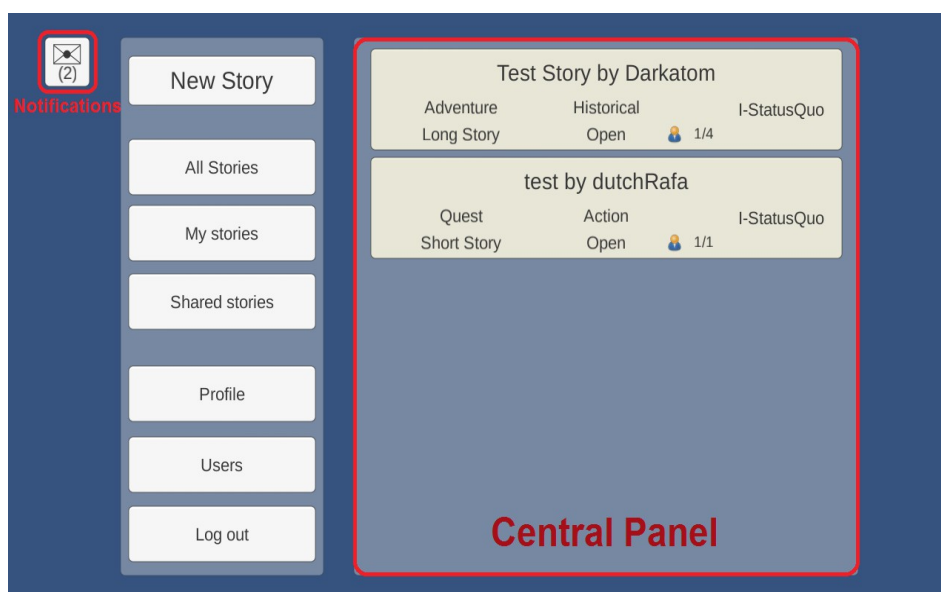 (2)
Notifications
New Story
All Stories
My stories
Shared stories
Profile
Users
Log out
Test Story by Darkatom
Adventure Historical I-StatusQuo
Long Story Open 1/4
test by dutchRafa
Quest Action I-StatusQuo
Short Story Open 1/1
Central Panel